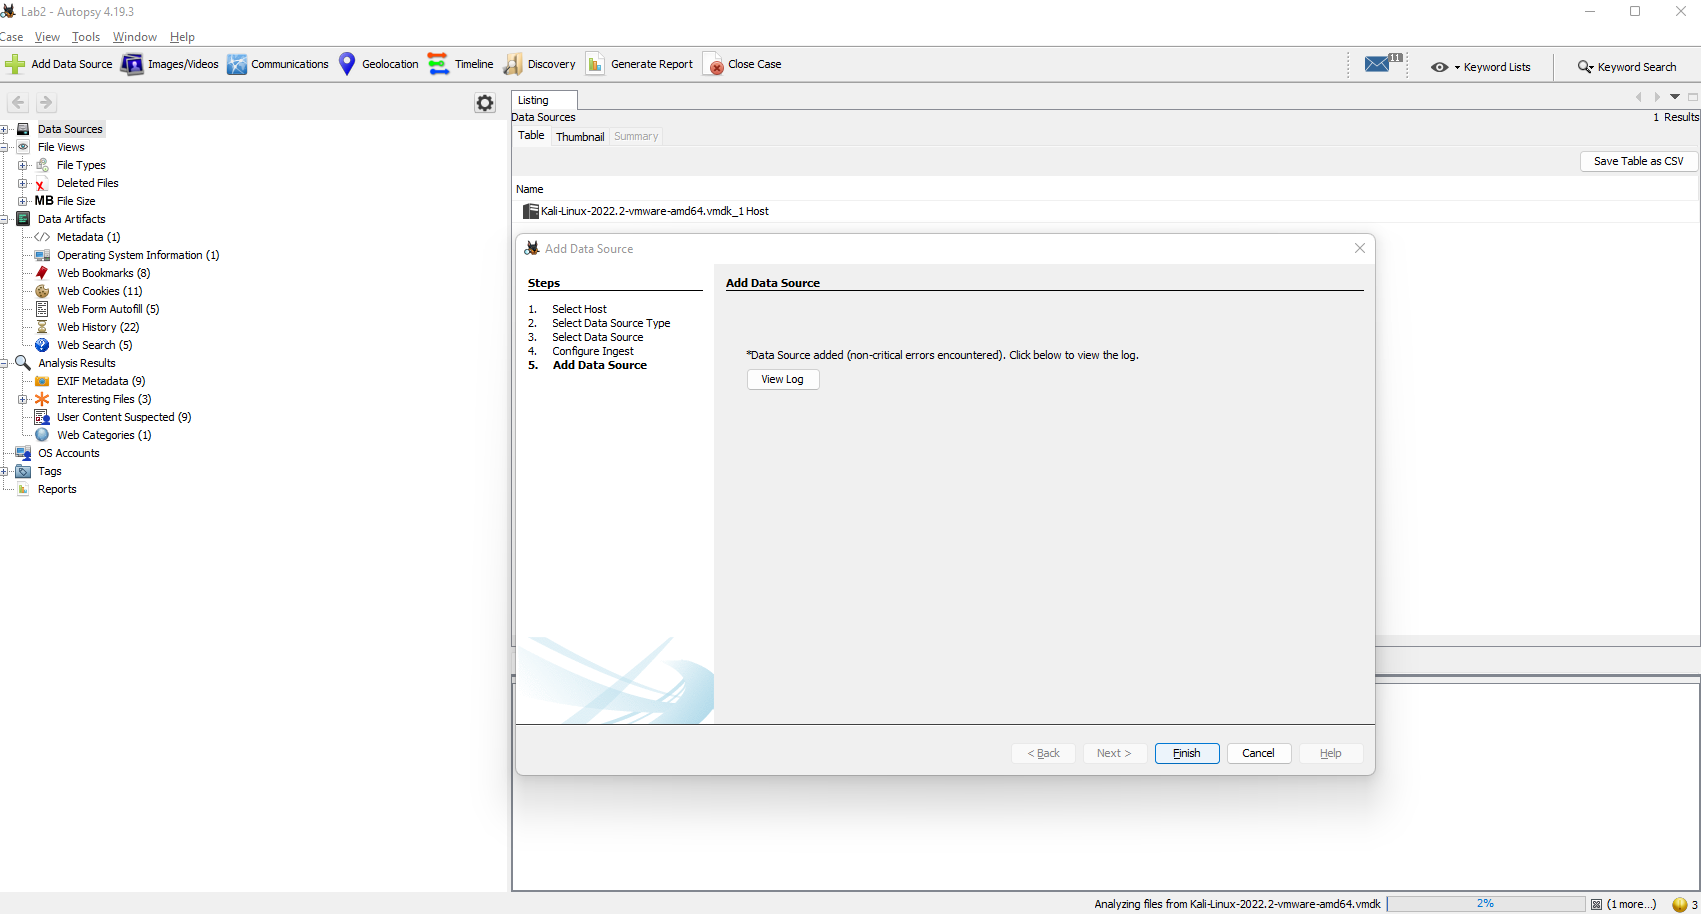 Lab2 - Autopsy 4.19.3
Case View Tools Window Help
Add Data Source Images/Videos Communications Geolocation Timeline Discovery Generate Report Close Case 11 Keyword Lists Keyword Search
Data Sources
File Views
File Types
Deleted Files
MB File Size
Data Artifacts
Metadata (1)
Operating System Information (1)
Web Bookmarks (8)
Web Cookies (11)
Web Form Autofill (5)
Web History (22)
Web Search (5)
Analysis Results
EXIF Metadata (9)
Interesting Files (3)
User Content Suspected (9)
Web Categories (1)
OS Accounts
Tags
Reports
Listing
Data Sources 1 Results
Table Thumbnail Summary
Save Table as CSV
Name
Kali-Linux-2022.2-vmware-amd64.vmdk_1 Host
Add Data Source
Steps
1. Select Host
2. Select Data Source Type
3. Select Data Source
4. Configure Ingest
5. Add Data Source
Add Data Source
*Data Source added (non-critical errors encountered). Click below to view the log.
View Log
< Back Next > Finish Cancel Help
Analyzing files from Kali-Linux-2022.2-vmware-amd64.vmdk 2% (1 more...) 3